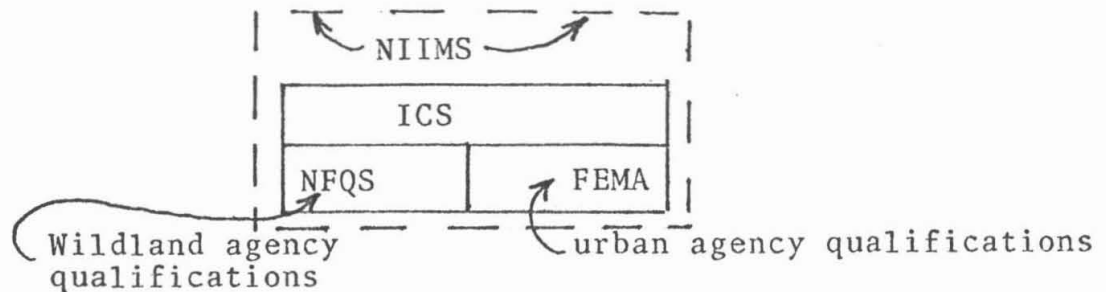 NIIMS
ICS
NFQS
FEMA
Wildland agency
qualifications
urban agency qualifications